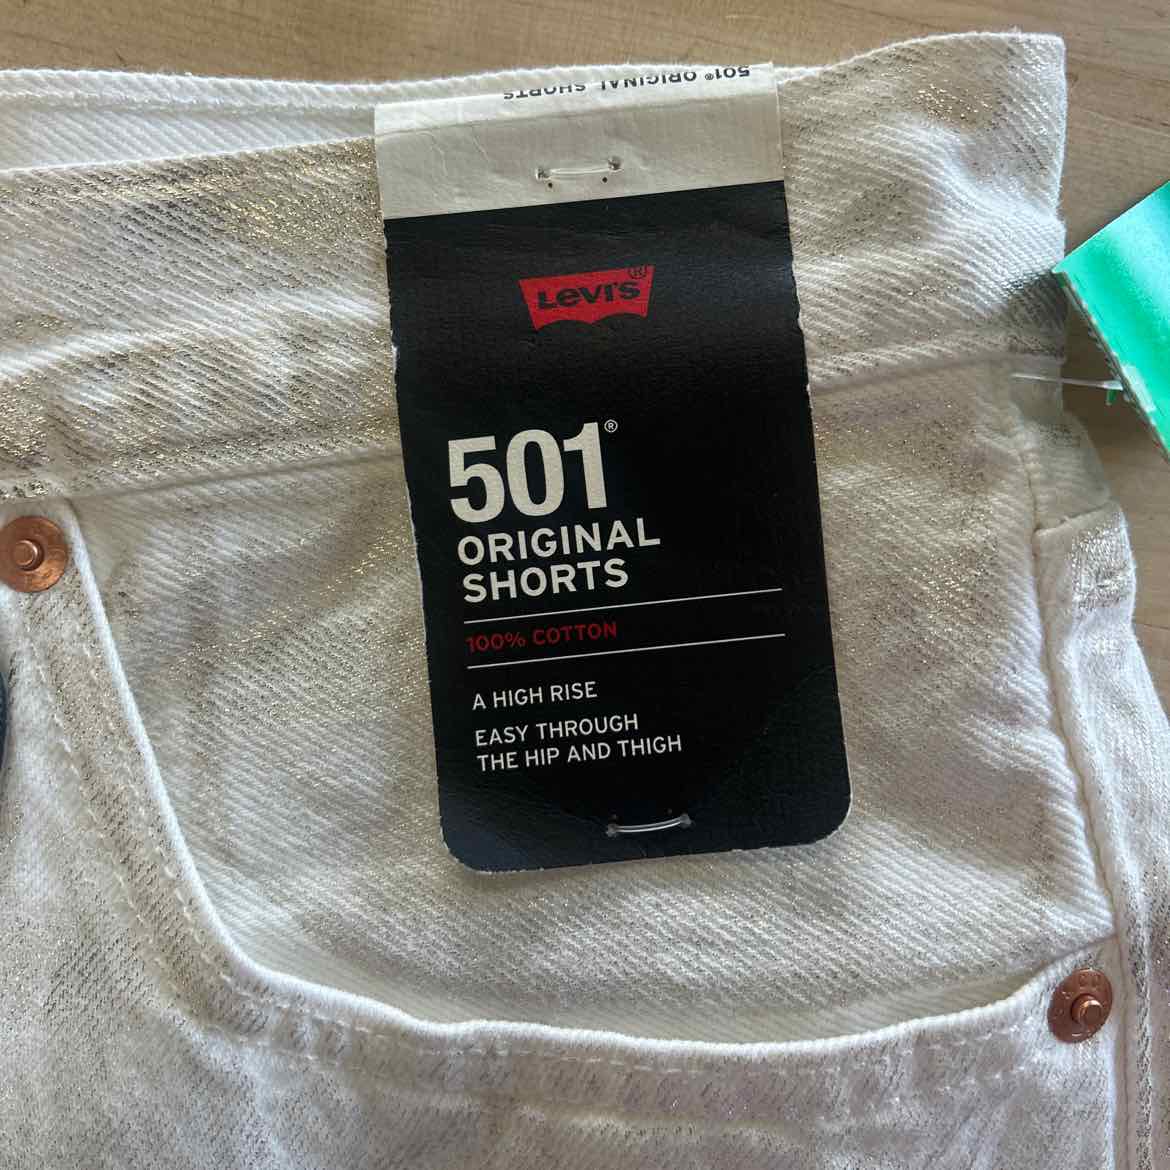 501® ORIGINAL SHORTS
Levi's®
501®
ORIGINAL
SHORTS
100% COTTON
A HIGH RISE
EASY THROUGH
THE HIP AND THIGH